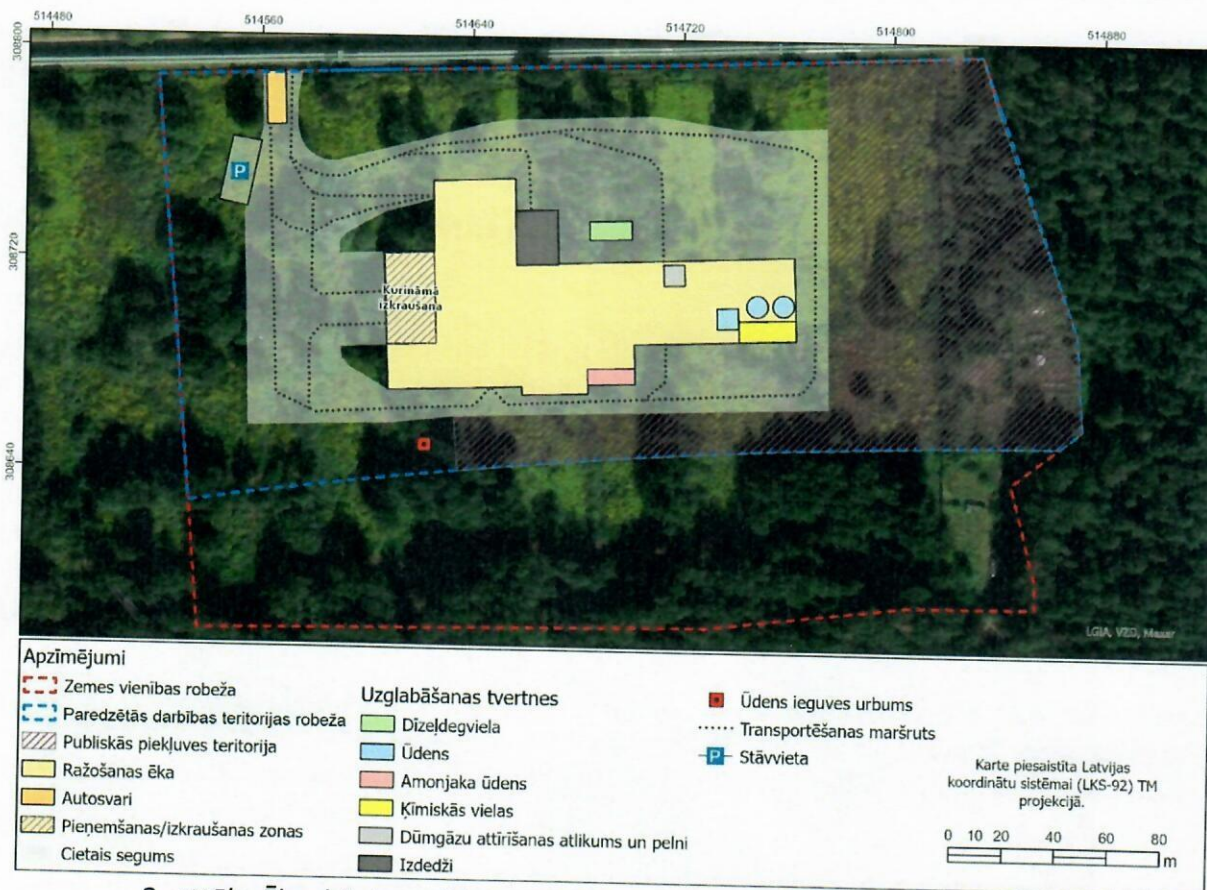 514480 514560 514640 514720 514800 514880
308800
308720
308640
P
Kurināmā
izkraušana
LGIA, VZD, Maxar
Apzīmējumi
Zemes vienības robeža
Paredzētās darbības teritorijas robeža
Publiskās piekļuves teritorija
Ražošanas ēka
Autosvari
Pieņemšanas/izkraušanas zonas
Cietais segums
Uzglabāšanas tvertnes
Dīzeļdegviela
Ūdens
Amonjaka ūdens
Ķīmiskās vielas
Dūmgāzu attīrīšanas atlikums un pelni
Izdedži
Ūdens ieguves urbums
Transportēšanas maršruts
P Stāvvieta
Karte piesaistīta Latvijas
koordinātu sistēmai (LKS-92) TM
projekcijā.
0 10 20 40 60 80
m